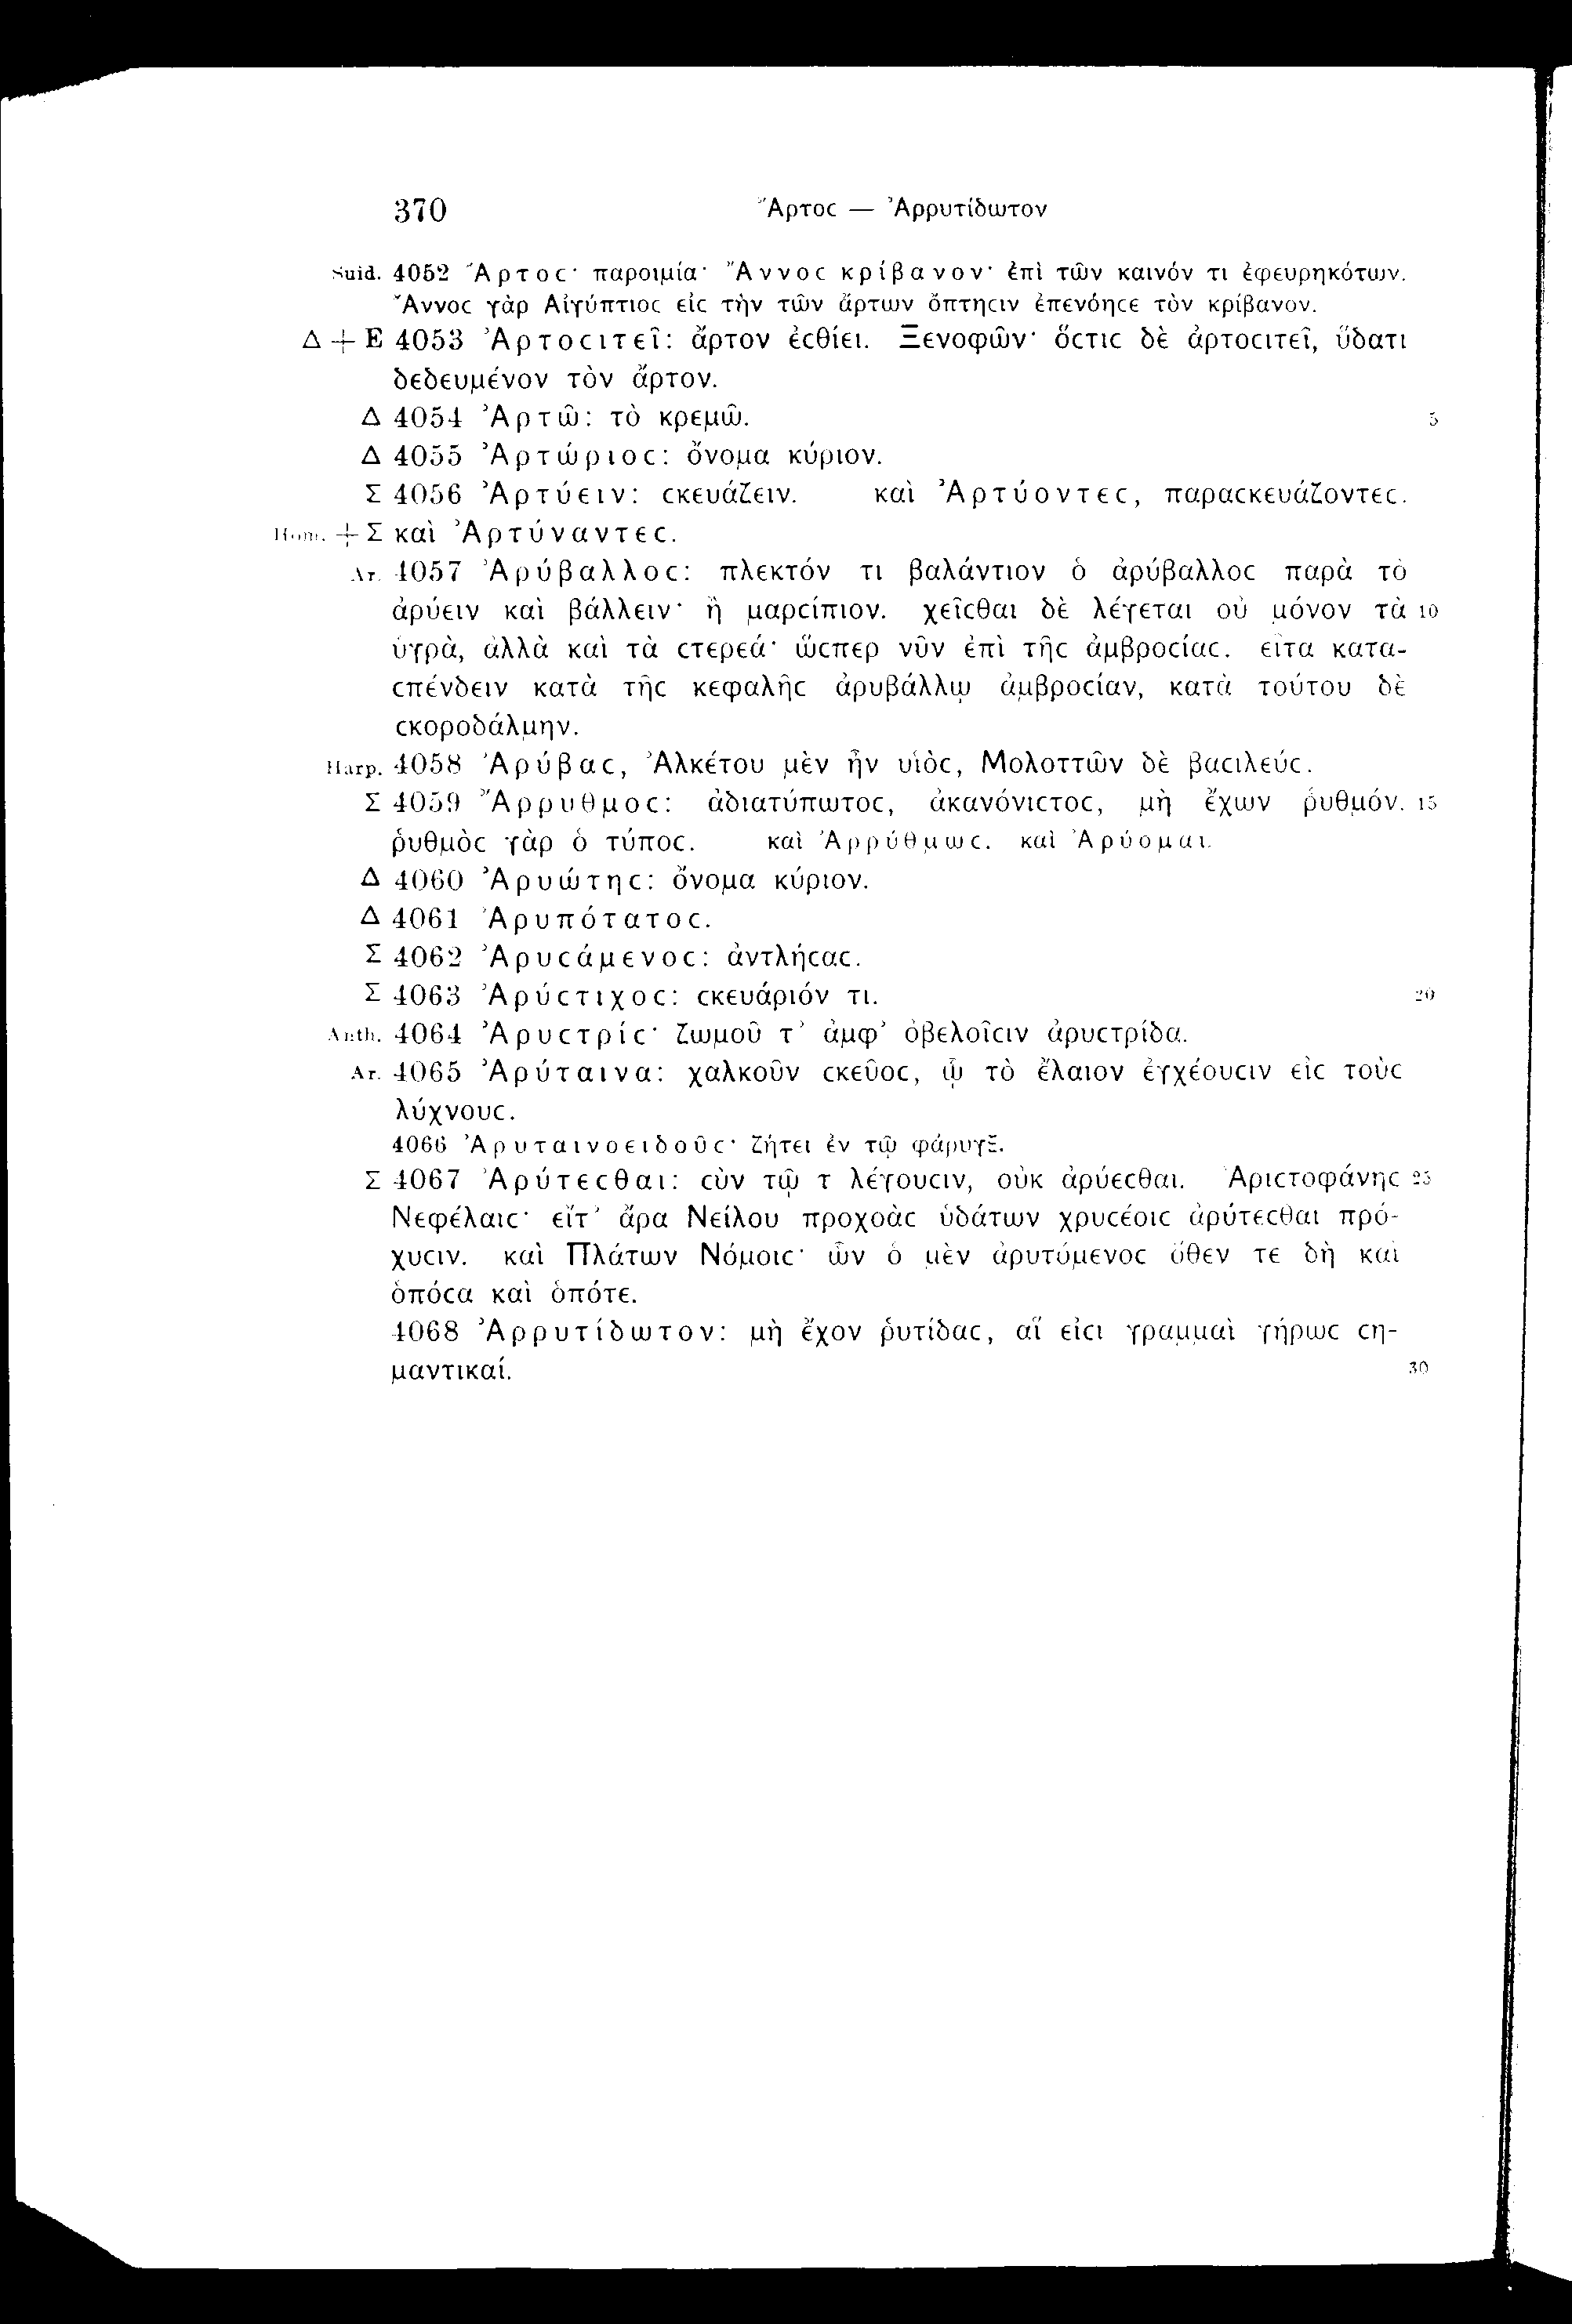 370 Ἄρτοϲ — Ἀρρυτίδωτον
Suid. 4052 Ἄρτοϲ· παροιμία· Ἄννοϲ κρίβανον· ἐπὶ τῶν καινόν τι ἐφευρηκότων.
Ἄννοϲ γὰρ Αἰγύπτιοϲ εἰϲ τὴν τῶν ἄρτων ὄπτηϲιν ἐπενόηϲε τὸν κρίβανον.
Δ + E 4053 Ἀρτοϲιτεῖ: ἄρτον ἐϲθίει. Ξενοφῶν· ὅϲτιϲ δὲ ἀρτοϲιτεῖ, ὕδατι
δεδευμένον τὸν ἄρτον.
Δ 4054 Ἀρτῶ: τὸ κρεμῶ. 5
Δ 4055 Ἀρτώριοϲ: ὄνομα κύριον.
Σ 4056 Ἀρτύειν: ϲκευάζειν. καὶ Ἀρτύοντεϲ, παραϲκευάζοντεϲ.
Hom. + Σ καὶ Ἀρτύναντεϲ.
Ar. 4057 Ἀρύβαλλοϲ: πλεκτόν τι βαλάντιον ὁ ἀρύβαλλοϲ παρὰ τὸ
ἀρύειν καὶ βάλλειν· ἢ μαρϲίπιον. χεῖϲθαι δὲ λέγεται οὐ μόνον τὰ 10
ὑγρὰ, ἀλλὰ καὶ τὰ ϲτερεά· ὥϲπερ νῦν ἐπὶ τῆϲ ἀμβροϲίαϲ. εἶτα κατα-
ϲπένδειν κατὰ τῆϲ κεφαλῆϲ ἀρυβάλλῳ ἀμβροϲίαν, κατὰ τούτου δὲ
ϲκοροδάλμην.
Harp. 4058 Ἀρύβαϲ, Ἀλκέτου μὲν ἦν υἱὸϲ, Μολοττῶν δὲ βαϲιλεύϲ.
Σ 4059 Ἄρρυθμοϲ: ἀδιατύπωτοϲ, ἀκανόνιϲτοϲ, μὴ ἔχων ῥυθμόν. 15
ῥυθμὸϲ γὰρ ὁ τύποϲ. καὶ Ἀρρύθμωϲ. καὶ Ἀρύομαι.
Δ 4060 Ἀρυώτηϲ: ὄνομα κύριον.
Δ 4061 Ἀρυπότατοϲ.
Σ 4062 Ἀρυϲάμενοϲ: ἀντλήϲαϲ.
Σ 4063 Ἀρύϲτιχοϲ: ϲκευάριόν τι. 20
Anth. 4064 Ἀρυϲτρίϲ· ζωμοῦ τ’ ἀμφ’ ὀβελοῖϲιν ἀρυϲτρίδα.
Ar. 4065 Ἀρύταινα: χαλκοῦν ϲκεῦοϲ, ᾧ τὸ ἔλαιον ἐγχέουϲιν εἰϲ τοὺϲ
λύχνουϲ.
4066 Ἀρυταινοειδοῦϲ· ζήτει ἐν τῷ φάρυγξ.
Σ 4067 Ἀρύτεϲθαι: ϲὺν τῷ τ λέγουϲιν, οὐκ ἀρύεϲθαι. Ἀριϲτοφάνηϲ 25
Νεφέλαιϲ· εἴτ’ ἄρα Νείλου προχοὰϲ ὑδάτων χρυϲέοιϲ ἀρύτεϲθαι πρό-
χυϲιν. καὶ Πλάτων Νόμοιϲ· ὧν ὁ μὲν ἀρυτόμενοϲ ὅθεν τε δὴ καὶ
ὁπόϲα καὶ ὁπότε.
4068 Ἀρρυτίδωτον: μὴ ἔχον ῥυτίδαϲ, αἵ εἰϲι γραμμαὶ γήρωϲ ϲη-
μαντικαί. 30